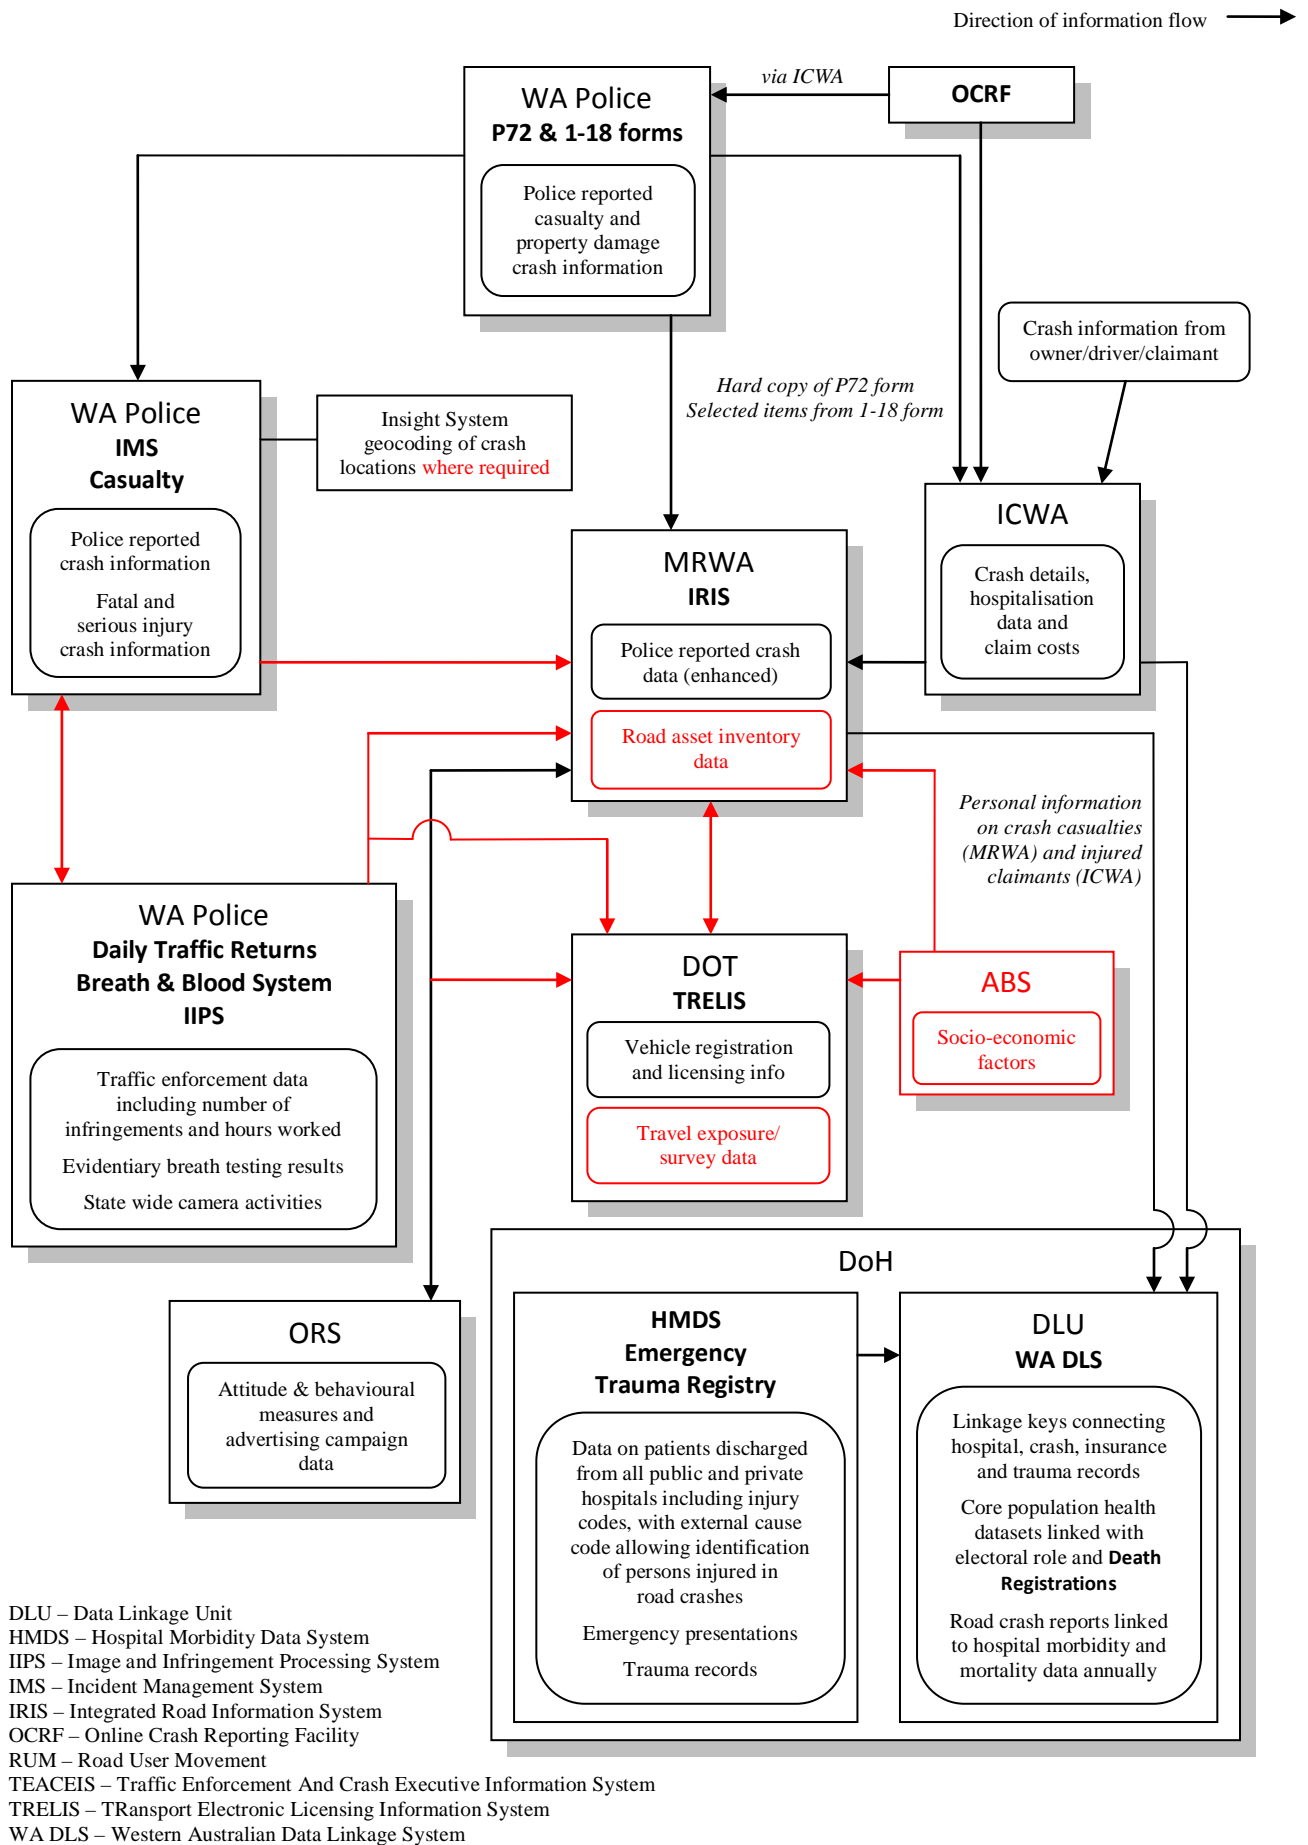 Direction of information flow
WA Police
P72 & 1-18 forms
Police reported
casualty and
property damage
crash information
via ICWA
OCRF
Crash information from
owner/driver/claimant
Hard copy of P72 form
Selected items from 1-18 form
WA Police
IMS
Casualty
Police reported
crash information
Fatal and
serious injury
crash information
Insight System
geocoding of crash
locations where required
ICWA
Crash details,
hospitalisation
data and
claim costs
MRWA
IRIS
Police reported crash
data (enhanced)
Road asset inventory
data
Personal information
on crash casualties
(MRWA) and injured
claimants (ICWA)
WA Police
Daily Traffic Returns
Breath & Blood System
IIPS
Traffic enforcement data
including number of
infringements and hours worked
Evidentiary breath testing results
State wide camera activities
DOT
TRELIS
Vehicle registration
and licensing info
Travel exposure/
survey data
ABS
Socio-economic
factors
ORS
Attitude & behavioural
measures and
advertising campaign
data
DoH
HMDS
Emergency
Trauma Registry
Data on patients discharged
from all public and private
hospitals including injury
codes, with external cause
code allowing identification
of persons injured in
road crashes
Emergency presentations
Trauma records
DLU
WA DLS
Linkage keys connecting
hospital, crash, insurance
and trauma records
Core population health
datasets linked with
electoral role and Death
Registrations
Road crash reports linked
to hospital morbidity and
mortality data annually
DLU – Data Linkage Unit
HMDS – Hospital Morbidity Data System
IIPS – Image and Infringement Processing System
IMS – Incident Management System
IRIS – Integrated Road Information System
OCRF – Online Crash Reporting Facility
RUM – Road User Movement
TEACEIS – Traffic Enforcement And Crash Executive Information System
TRELIS – TRansport Electronic Licensing Information System
WA DLS – Western Australian Data Linkage System